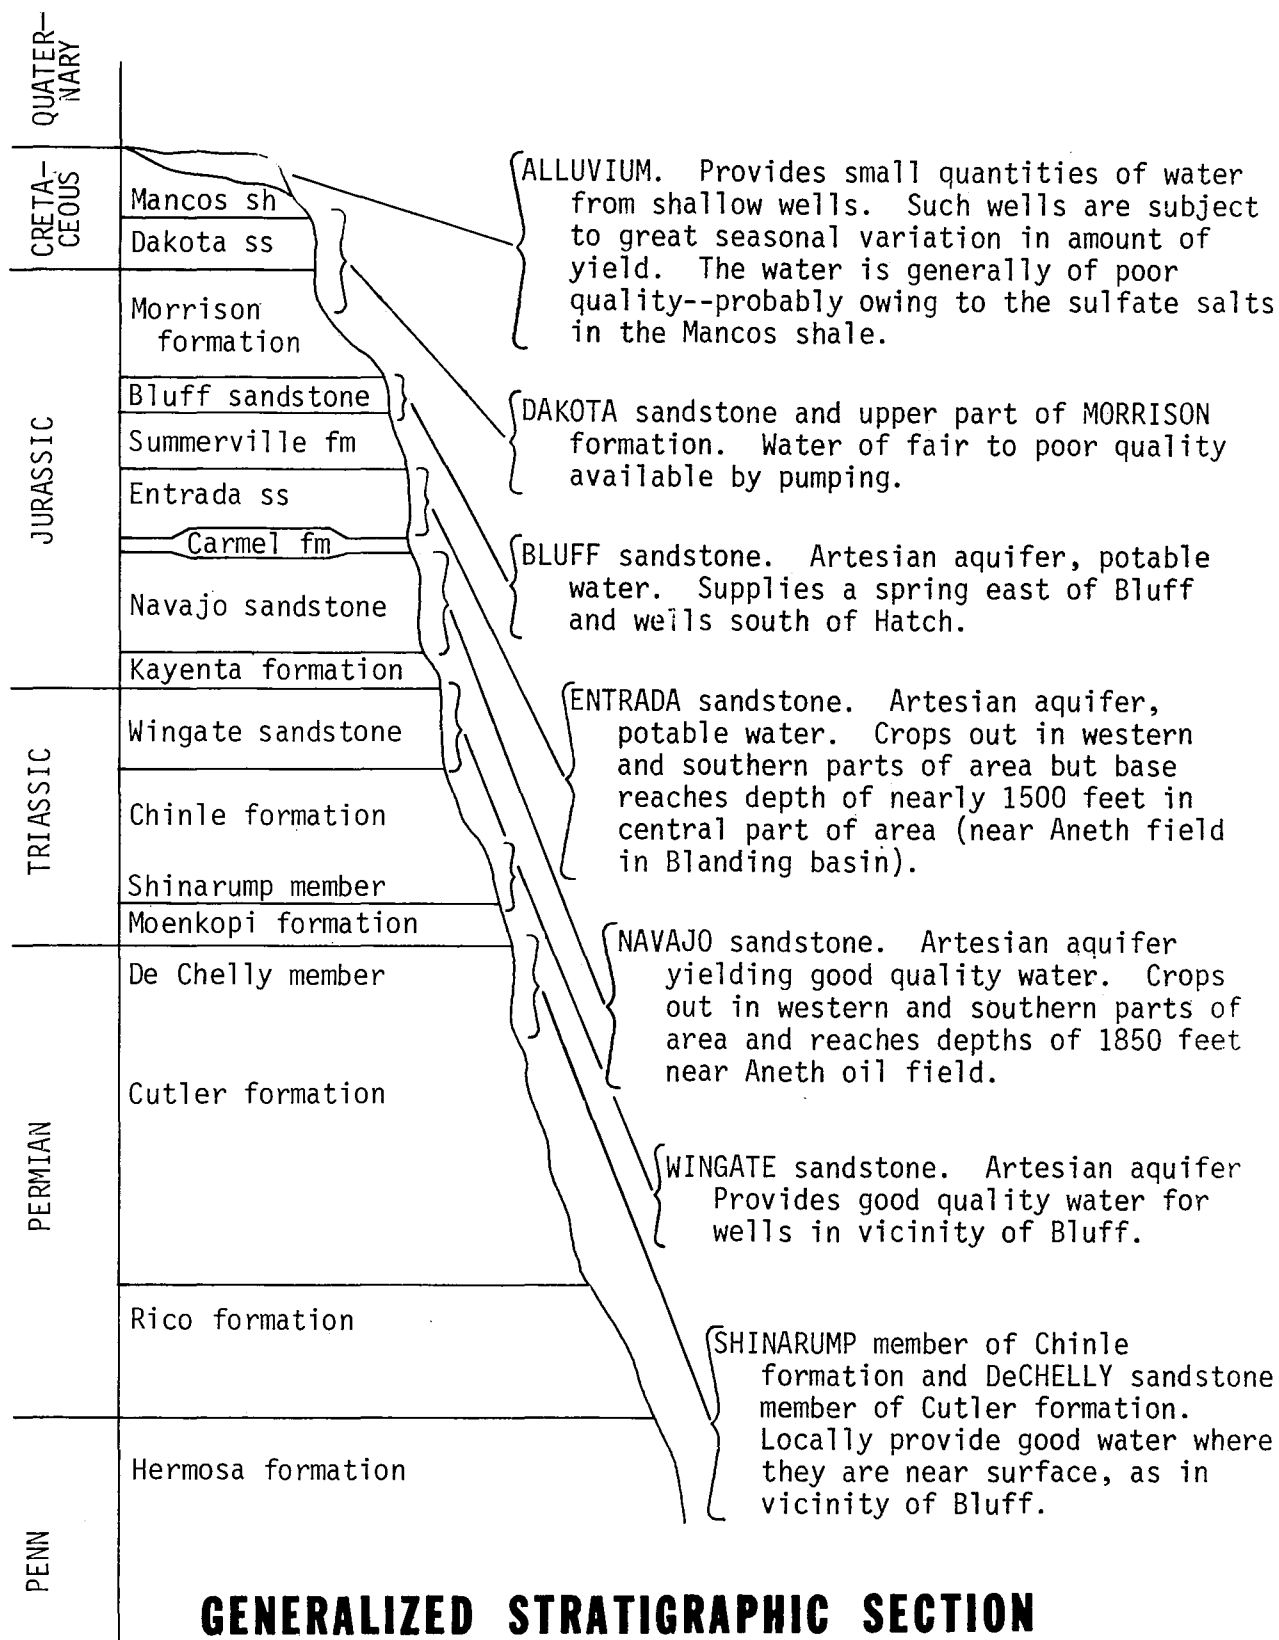 QUATER-
NARY
CRETA-
CEOUS
Mancos sh
Dakota ss
JURASSIC
Morrison
formation
Bluff sandstone
Summerville fm
Entrada ss
Carmel fm
Navajo sandstone
Kayenta formation
TRIASSIC
Wingate sandstone
Chinle formation
Shinarump member
Moenkopi formation
PERMIAN
De Chelly member
Cutler formation
Rico formation
PENN
Hermosa formation
ALLUVIUM. Provides small quantities of water
from shallow wells. Such wells are subject
to great seasonal variation in amount of
yield. The water is generally of poor
quality--probably owing to the sulfate salts
in the Mancos shale.
DAKOTA sandstone and upper part of MORRISON
formation. Water of fair to poor quality
available by pumping.
BLUFF sandstone. Artesian aquifer, potable
water. Supplies a spring east of Bluff
and wells south of Hatch.
ENTRADA sandstone. Artesian aquifer,
potable water. Crops out in western
and southern parts of area but base
reaches depth of nearly 1500 feet in
central part of area (near Aneth field
in Blanding basin).
NAVAJO sandstone. Artesian aquifer
yielding good quality water. Crops
out in western and southern parts of
area and reaches depths of 1850 feet
near Aneth oil field.
WINGATE sandstone. Artesian aquifer
Provides good quality water for
wells in vicinity of Bluff.
SHINARUMP member of Chinle
formation and DeCHELLY sandstone
member of Cutler formation.
Locally provide good water where
they are near surface, as in
vicinity of Bluff.
GENERALIZED STRATIGRAPHIC SECTION